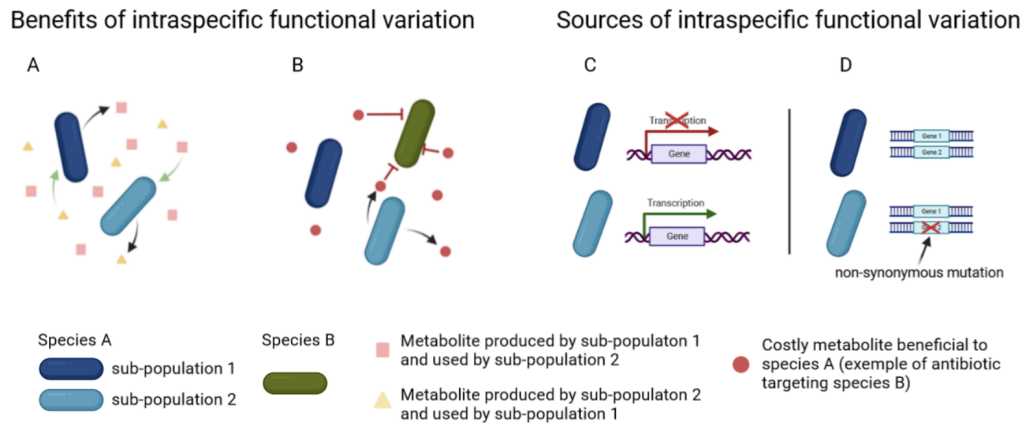 Benefits of intraspecific functional variation
Sources of intraspecific functional variation
A
B
C
D
Transcription
Gene
Transcription
Gene
Gene 1
Gene 2
Gene 1
non-synonymous mutation
Species A
sub-population 1
sub-population 2
Species B
Metabolite produced by sub-populaton 1
and used by sub-population 2
Metabolite produced by sub-populaton 2
and used by sub-population 1
Costly metabolite beneficial to
species A (exemple of antibiotic
targeting species B)